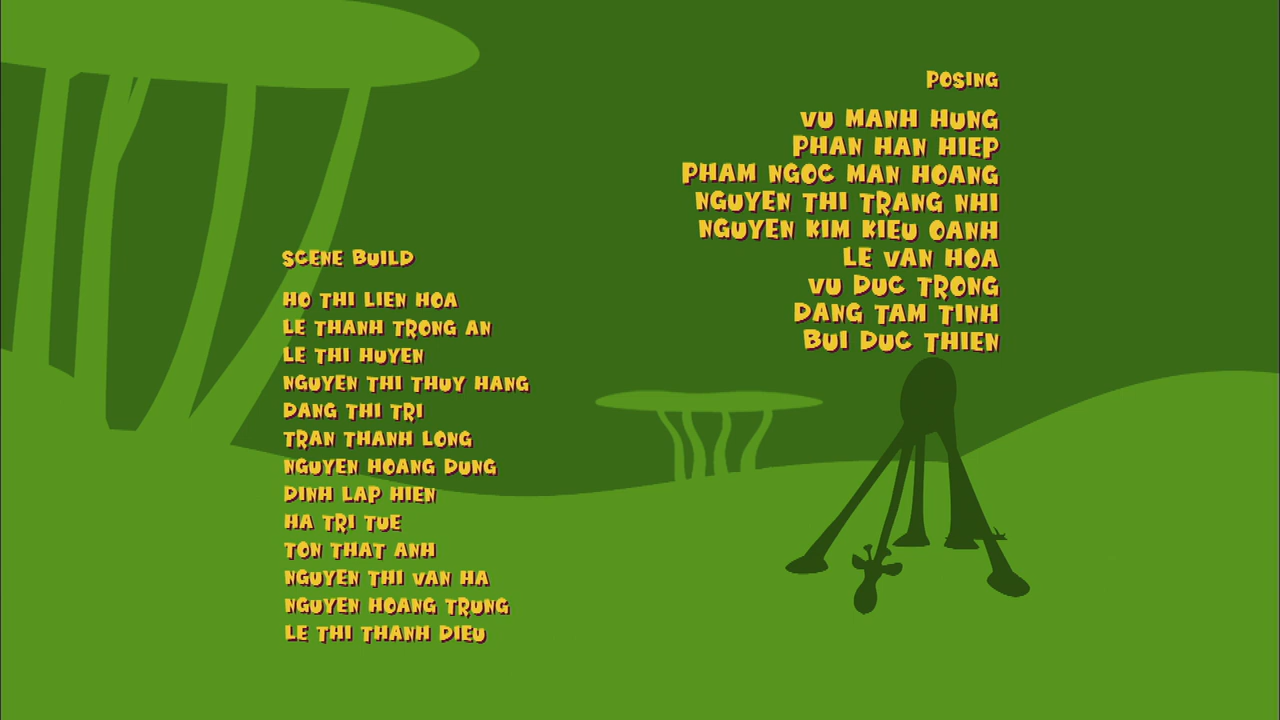 SCENE BUILD
HO THI LIEN HOA
LE THANH TRONG AN
LE THI HUYEN
NGUYEN THI THUY HANG
DANG THI TRI
TRAN THANH LONG
NGUYEN HOANG DUNG
DINH LAP HIEN
HA TRI TUE
TON THAT ANH
NGUYEN THI VAN HA
NGUYEN HOANG TRUNG
LE THI THANH DIEU
POSING
VU MANH HUNG
PHAN HAN HIEP
PHAM NGOC MAN HOANG
NGUYEN THI TRANG NHI
NGUYEN KIM KIEU OANH
LE VAN HOA
VU DUC TRONG
DANG TAM TINH
BUI DUC THIEN